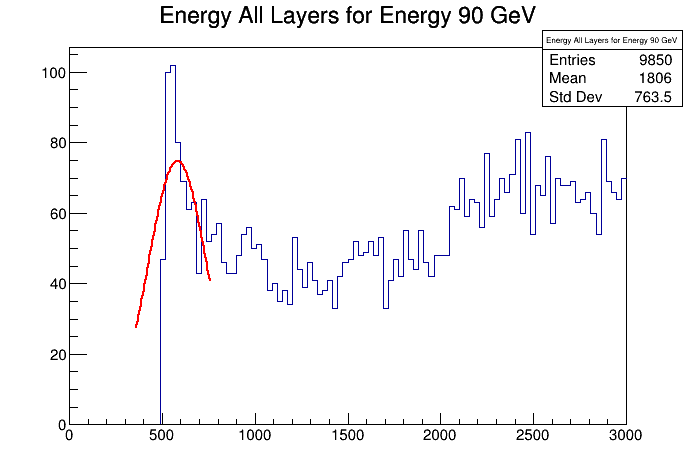 Energy All Layers for Energy 90 GeV
Energy All Layers for Energy 90 GeV
Entries 9850
Mean 1806
Std Dev 763.5
100
80
60
40
20
0
0 500 1000 1500 2000 2500 3000